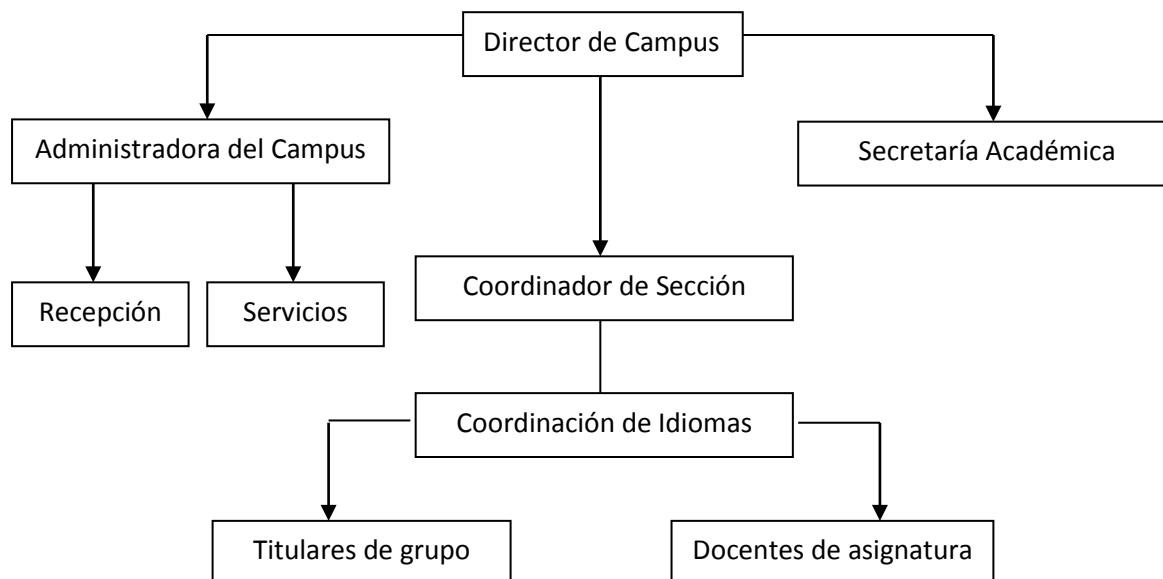 Director de Campus
Administradora del Campus
Secretaría Académica
Coordinador de Sección
Recepción
Servicios
Coordinación de Idiomas
Titulares de grupo
Docentes de asignatura